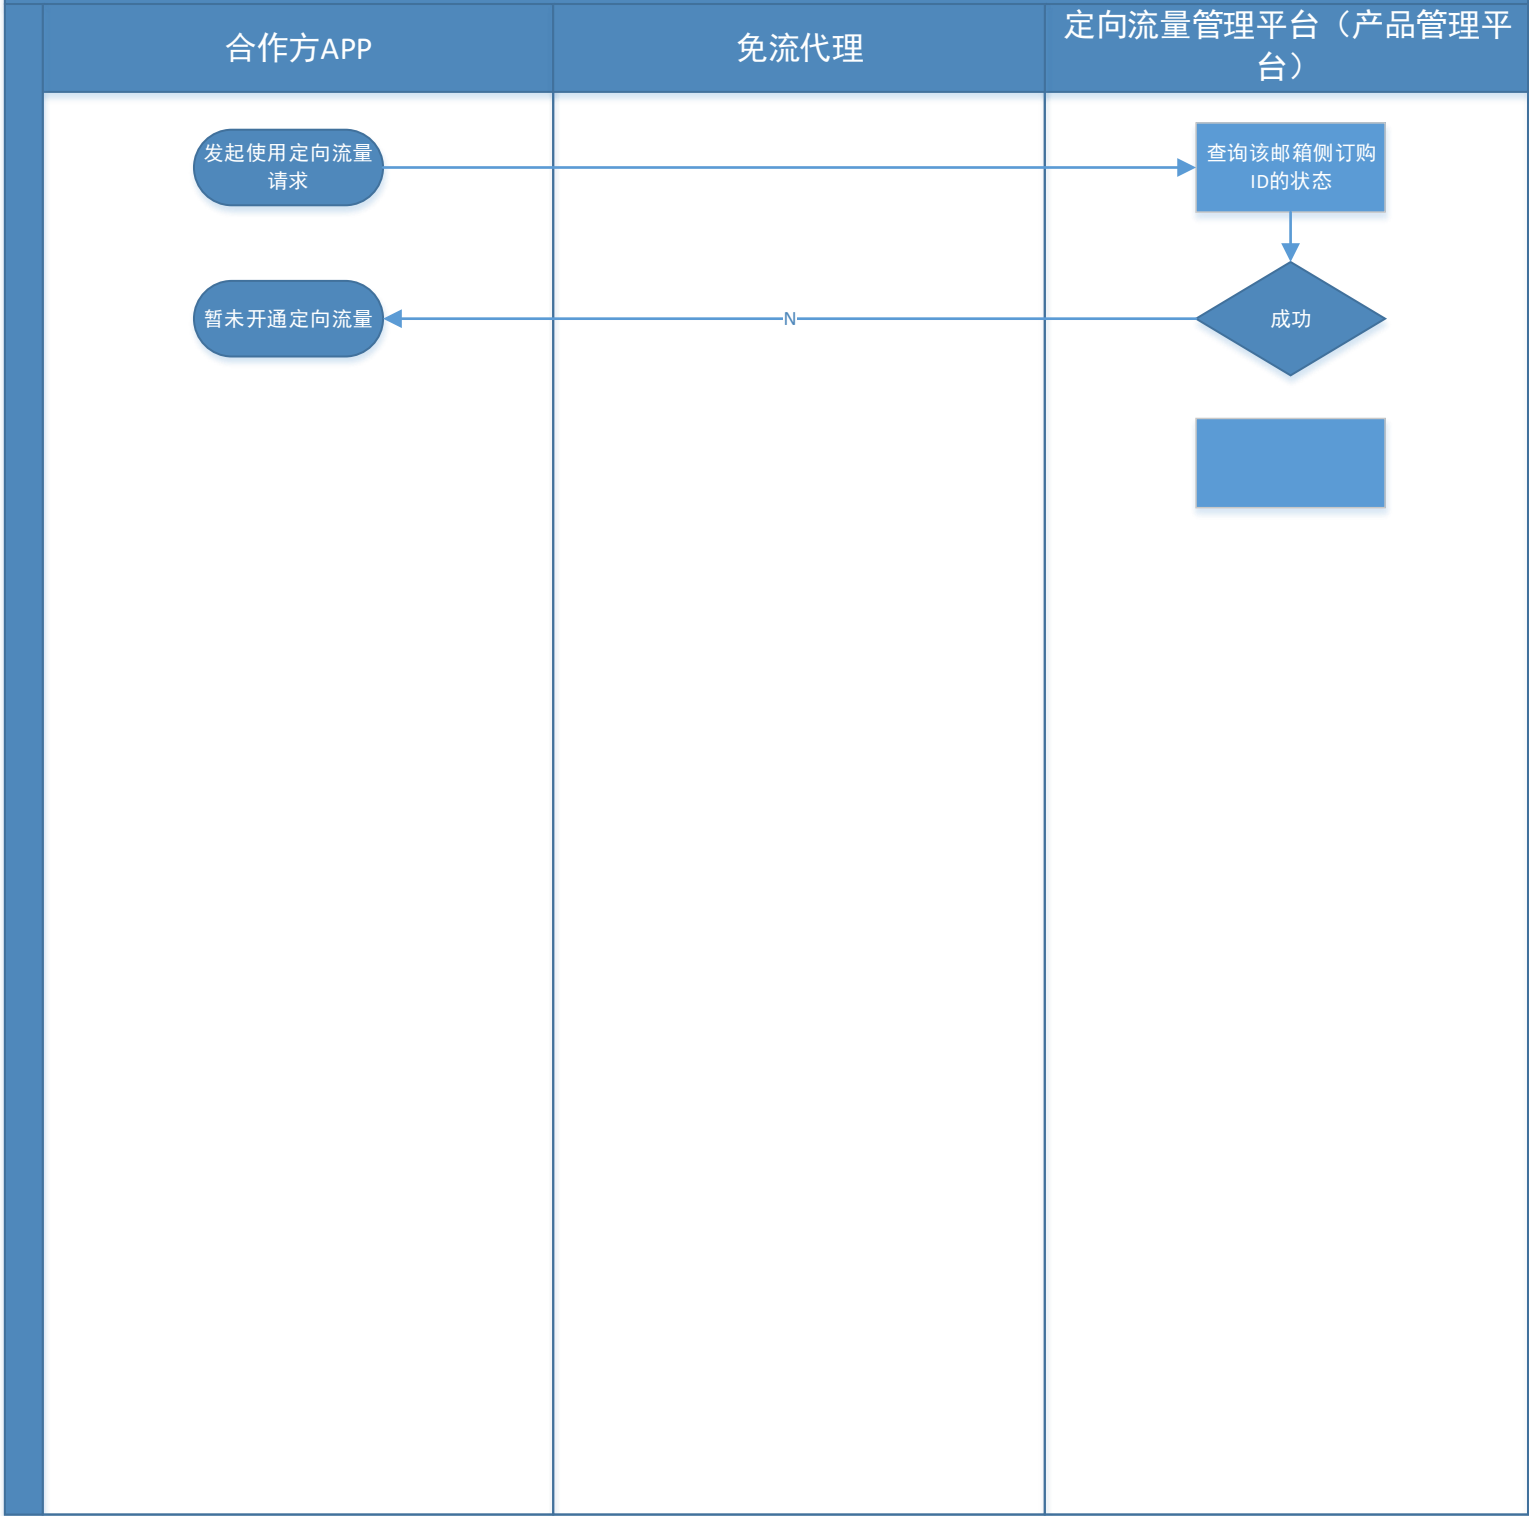 合作方APP
免流代理
定向流量管理平台（产品管理平
台）
发起使用定向流量
请求
查询该邮箱侧订购
ID的状态
暂未开通定向流量
N
成功